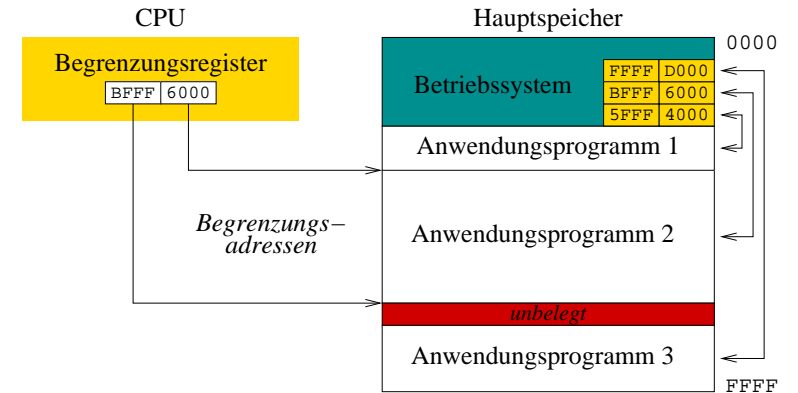 CPU
Hauptspeicher
0000
Begrenzungsregister
BFFF 6000
Betriebssystem
FFFF D000
BFFF 6000
5FFF 4000
Anwendungsprogramm 1
Begrenzungs−
adressen
Anwendungsprogramm 2
unbelegt
Anwendungsprogramm 3
FFFF